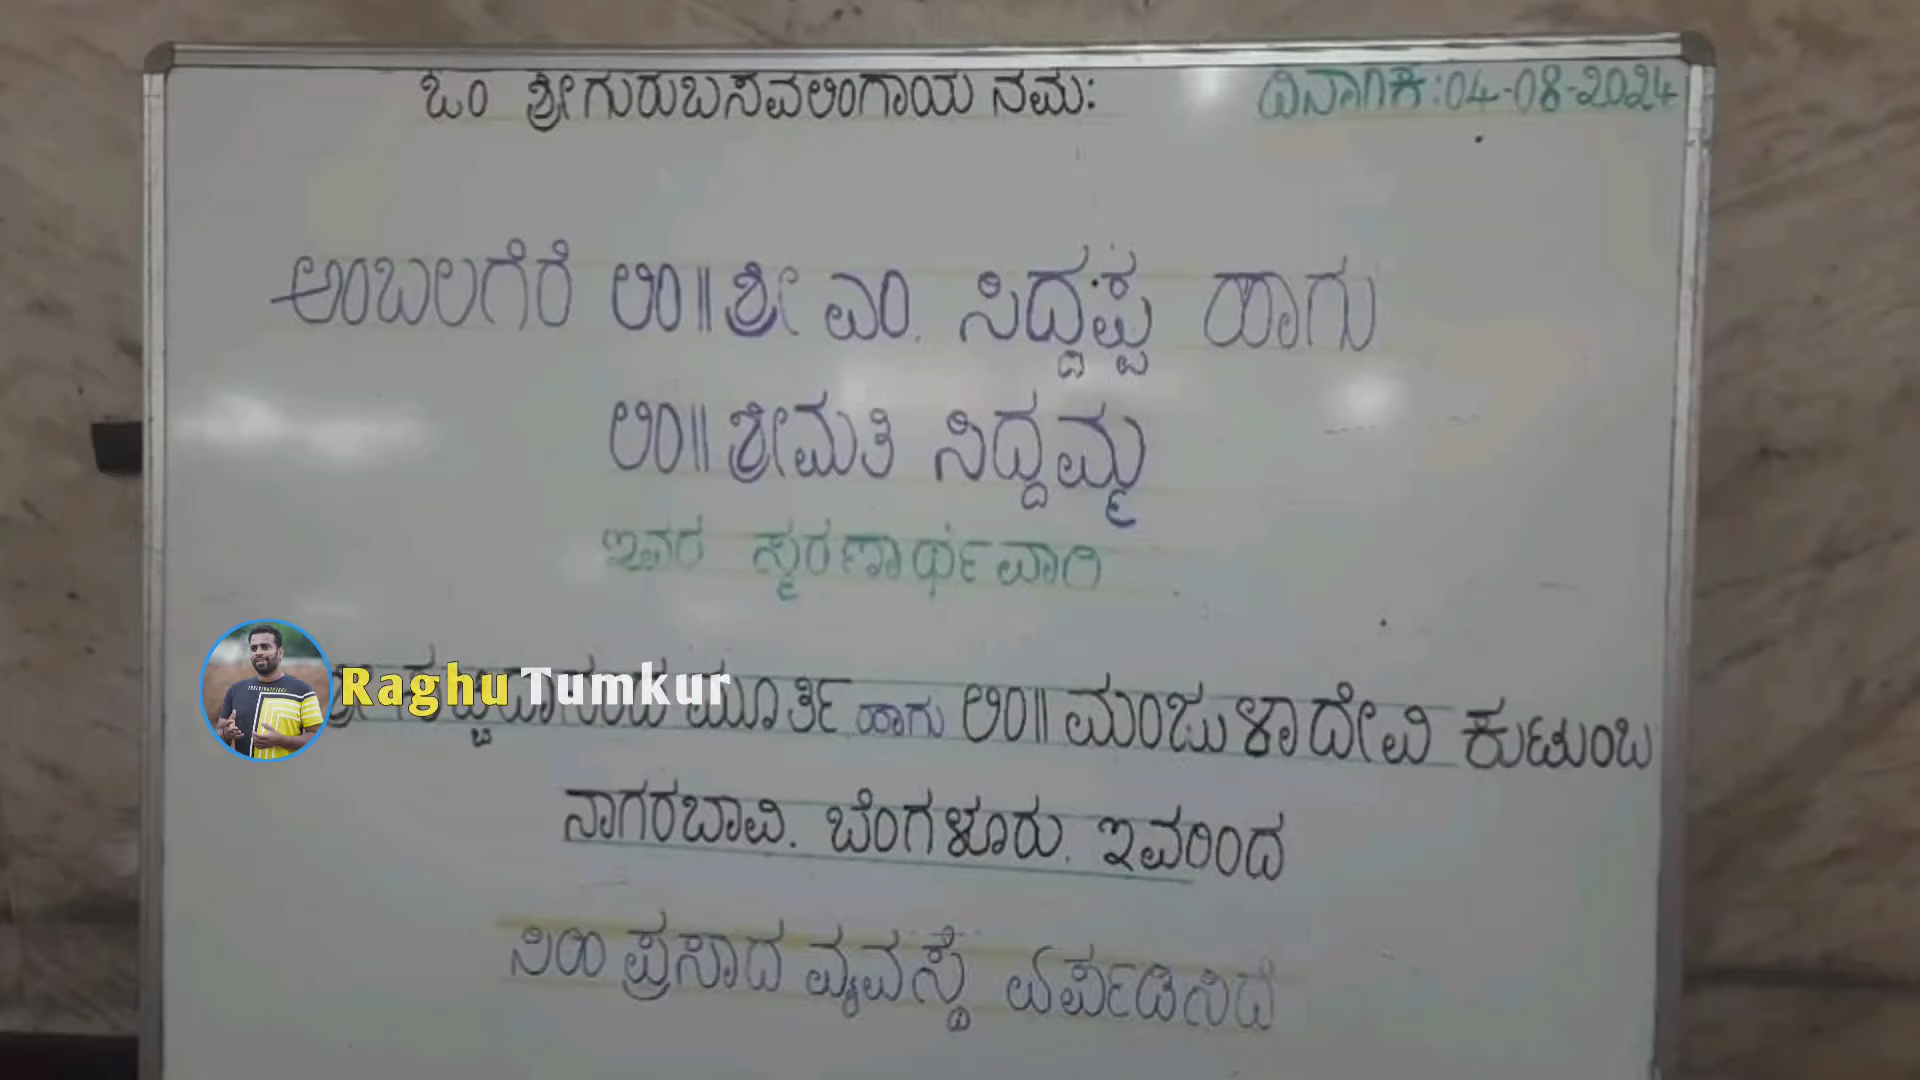 ಓಂ ಶ್ರೀ ಗುರುಬಸವಲಿಂಗಾಯ ನಮ:
ದಿನಾಂಕ:04-08-2024
ಅಂಬಲಗೆರೆ ಲಿಂ॥ ಶ್ರೀ ಎಂ. ಸಿದ್ದಪ್ಪ ಹಾಗು
ಲಿಂ॥ ಶ್ರೀಮತಿ ಸಿದ್ದಮ್ಮ
ಇವರ ಸ್ಮರಣಾರ್ಥವಾಗಿ
Raghu Tumkur
ಮೂರ್ತಿ ಹಾಗು ಲಿಂ॥ ಮಂಜುಳಾದೇವಿ ಕುಟುಂಬ
ನಾಗರಬಾವಿ. ಬೆಂಗಳೂರು. ಇವರಿಂದ
ಸಿಹಿ ಪ್ರಸಾದ ವ್ಯವಸ್ಥೆ ಏರ್ಪಡಿಸಿದೆ